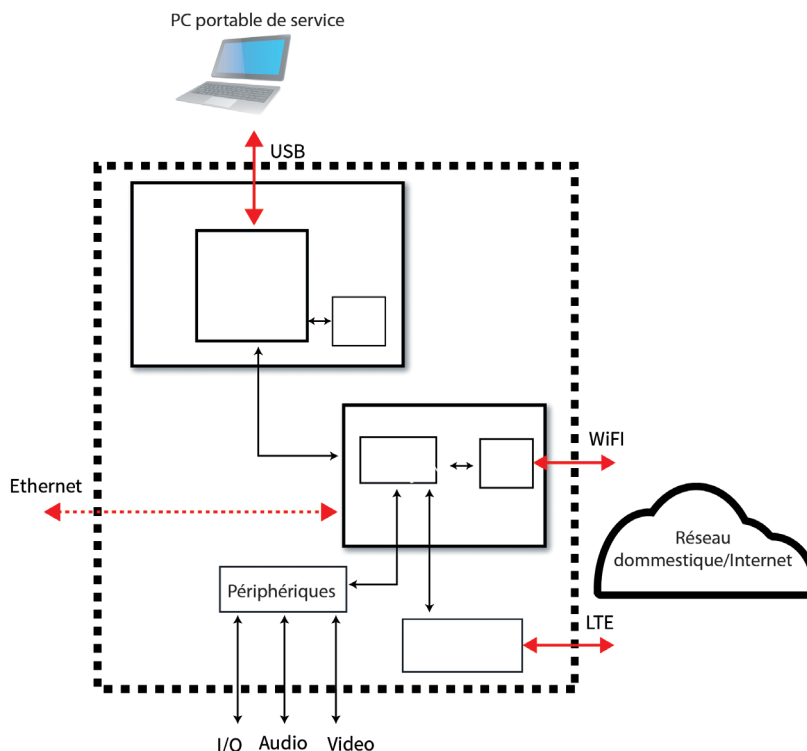 PC portable de service
USB
WiFI
Ethernet
Réseau
dommestique/Internet
Périphériques
LTE
I/O Audio Video